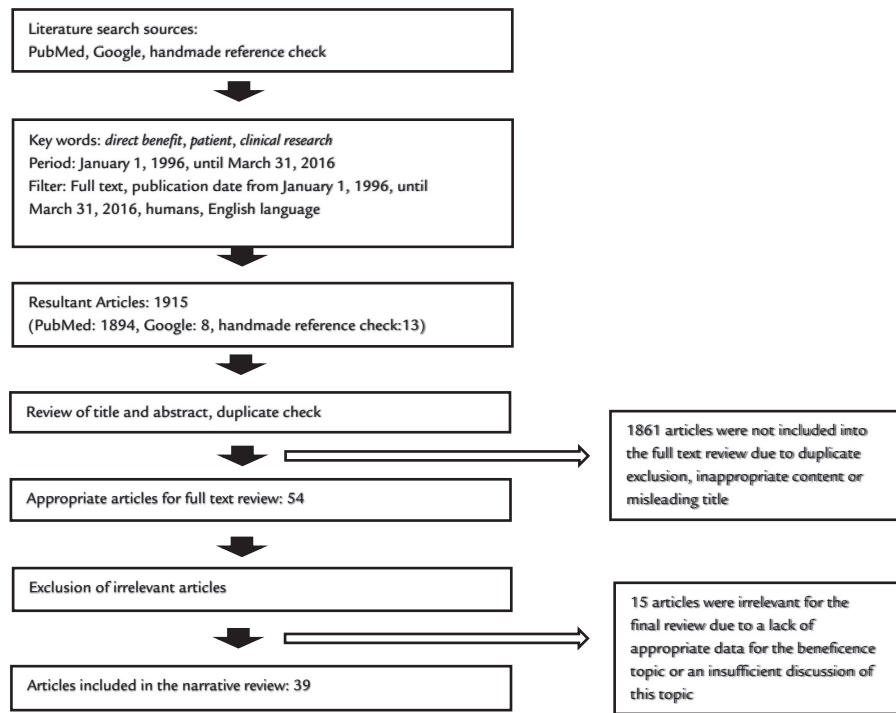 Literature search sources:
PubMed, Google, handmade reference check
Key words: direct benefit, patient, clinical research
Period: January 1, 1996, until March 31, 2016
Filter: Full text, publication date from January 1, 1996, until
March 31, 2016, humans, English language
Resultant Articles: 1915
(PubMed: 1894, Google: 8, handmade reference check:13)
Review of title and abstract, duplicate check
1861 articles were not included into
the full text review due to duplicate
exclusion, inappropriate content or
misleading title
Appropriate articles for full text review: 54
Exclusion of irrelevant articles
15 articles were irrelevant for the
final review due to a lack of
appropriate data for the beneficence
topic or an insufficient discussion of
this topic
Articles included in the narrative review: 39